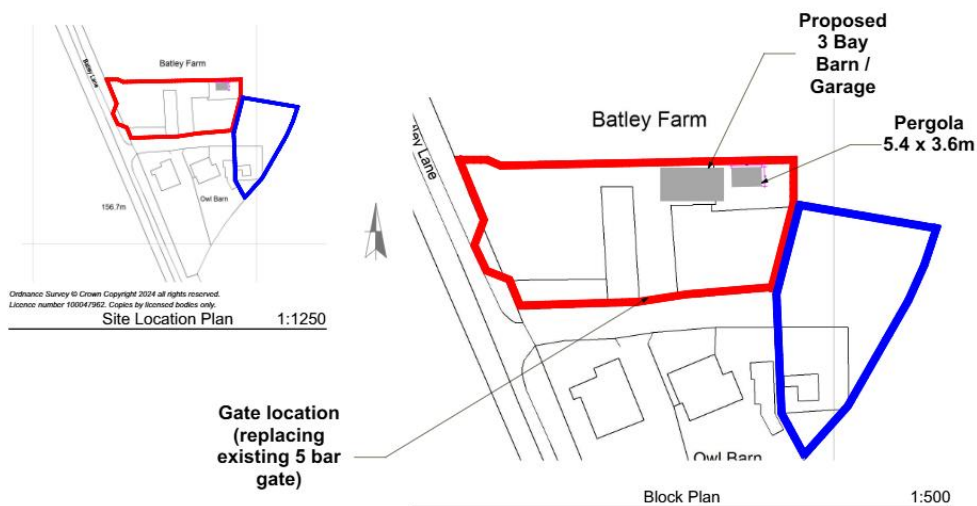 Batley Lane
Batley Farm
156.7m
Owl Barn
Ordnance Survey © Crown Copyright 2024 all rights reserved.
Licence number 100047962. Copies by licensed bodies only.
Site Location Plan 1:1250
Proposed
3 Bay
Barn /
Garage
Batley Farm
Pergola
5.4 x 3.6m
ley Lane
Gate location
(replacing
existing 5 bar
gate)
Owl Barn
Block Plan 1:500